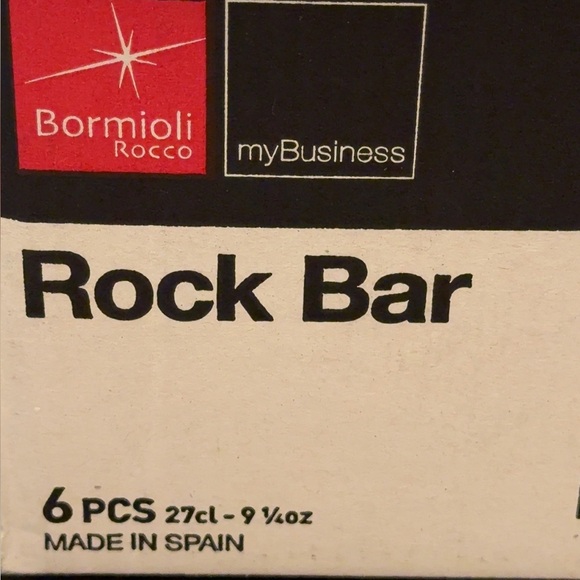 Bormioli
Rocco
myBusiness
Rock Bar
6 PCS 27cl - 9 ¼oz
MADE IN SPAIN